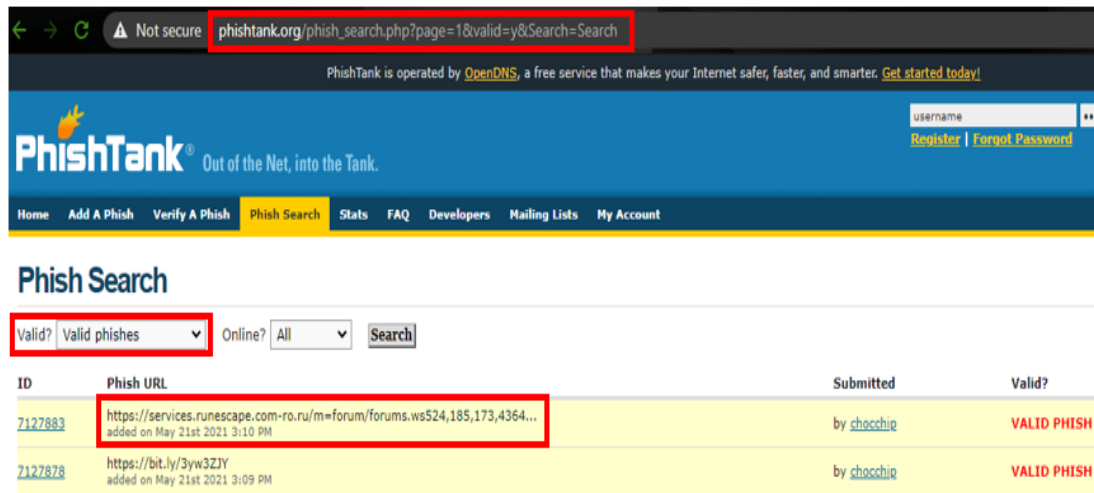 Not secure phishtank.org/phish_search.php?page=1&valid=y&Search=Search
PhishTank is operated by OpenDNS, a free service that makes your Internet safer, faster, and smarter. Get started today!
username
Register | Forgot Password
PhishTank® Out of the Net, into the Tank.
Home Add A Phish Verify A Phish Phish Search Stats FAQ Developers Mailing Lists My Account
Phish Search
Valid? Valid phishes Online? All Search
ID Phish URL Submitted Valid?
7127883 https://services.runescape.com-ro.ru/m=forum/forums.ws524,185,173,4364... by chocchip VALID PHISH
added on May 21st 2021 3:10 PM
7127878 https://bit.ly/3yw3ZJY by chocchip VALID PHISH
added on May 21st 2021 3:09 PM